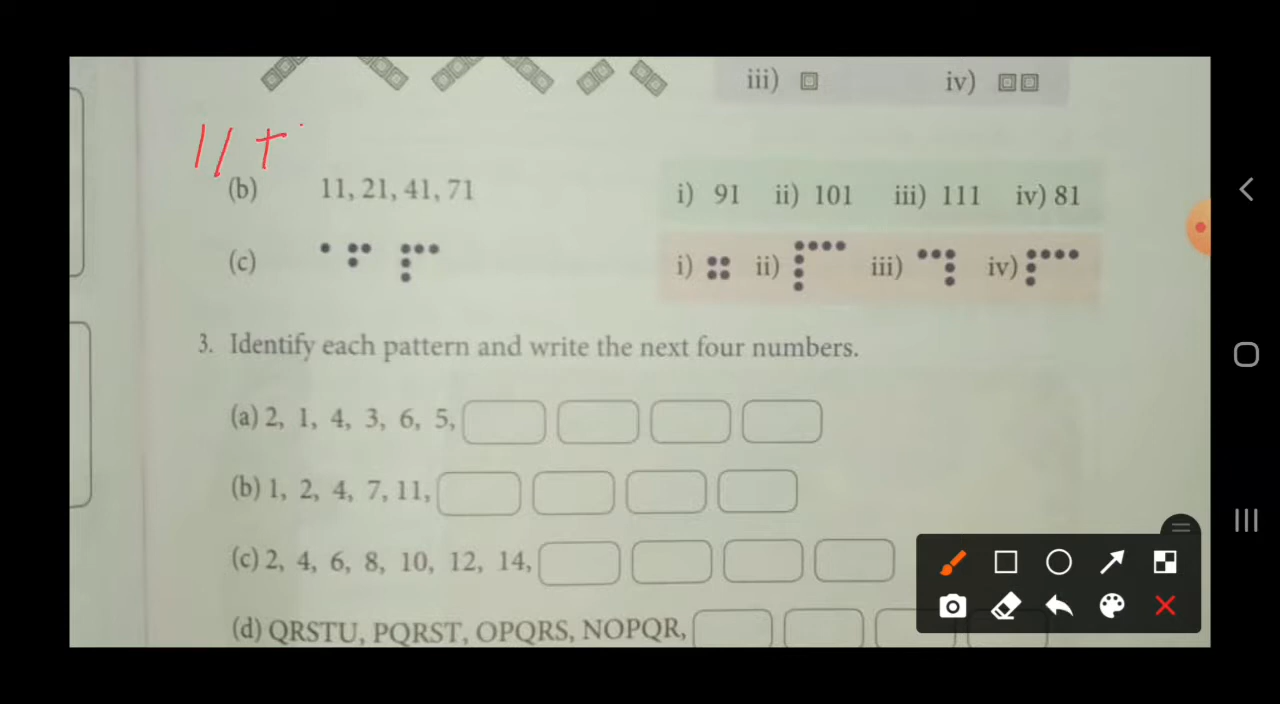 iii) iv)
11 +
(b) 11, 21, 41, 71 i) 91 ii) 101 iii) 111 iv) 81
(c) i) ii) iii) iv)
3. Identify each pattern and write the next four numbers.
(a) 2, 1, 4, 3, 6, 5,
(b) 1, 2, 4, 7, 11,
(c) 2, 4, 6, 8, 10, 12, 14,
(d) QRSTU, PQRST, OPQRS, NOPQR,